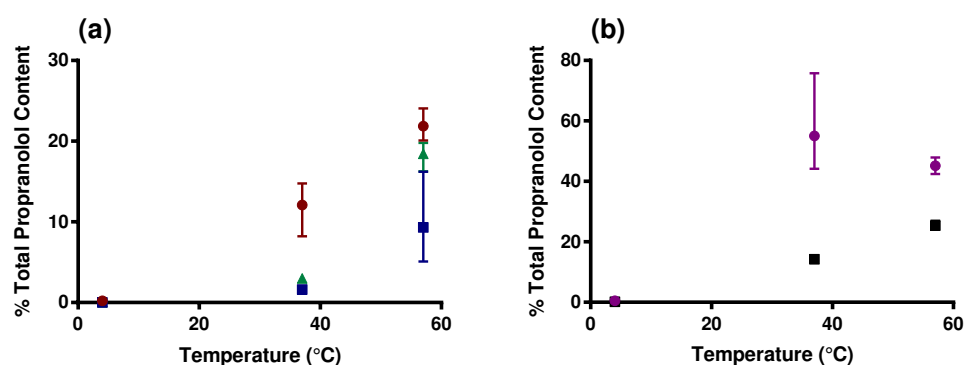 (a)
% Total Propranolol Content
30
20
10
0
0 20 40 60
Temperature (°C)
(b)
% Total Propranolol Content
80
60
40
20
0
0 20 40 60
Temperature (°C)